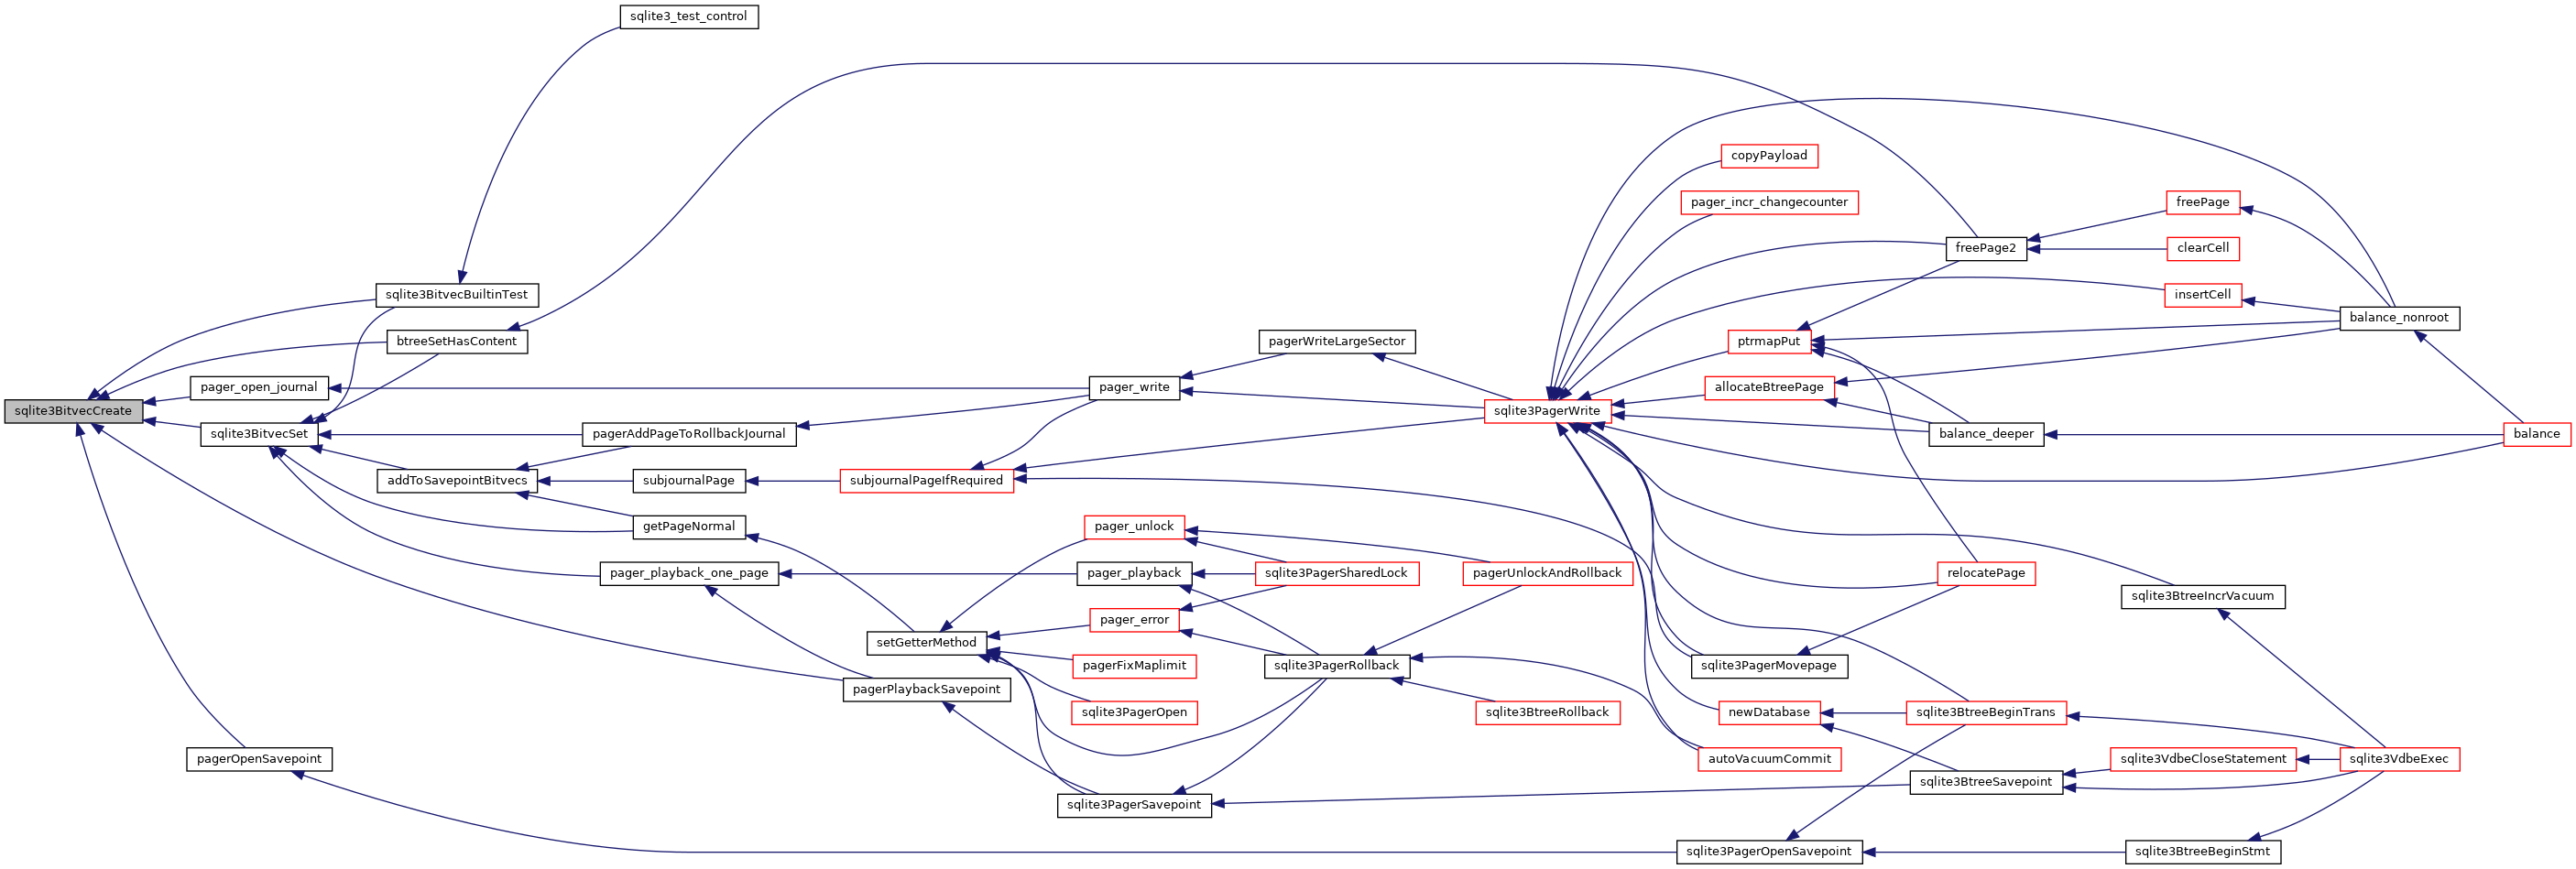 sqlite3_test_control
copyPayload
pager_incr_changecounter
freePage
freePage2
clearCell
sqlite3BitvecBuiltinTest
insertCell
balance_nonroot
btreeSetHasContent
pagerWriteLargeSector
ptrmapPut
pager_open_journal
pager_write
allocateBtreePage
sqlite3BitvecCreate
sqlite3PagerWrite
sqlite3BitvecSet
pagerAddPageToRollbackJournal
balance_deeper
balance
addToSavepointBitvecs
subjournalPage
subjournalPageIfRequired
getPageNormal
pager_unlock
pager_playback_one_page
pager_playback
sqlite3PagerSharedLock
pagerUnlockAndRollback
relocatePage
sqlite3BtreeIncrVacuum
pager_error
setGetterMethod
pagerFixMaplimit
sqlite3PagerRollback
sqlite3PagerMovepage
pagerPlaybackSavepoint
sqlite3PagerOpen
sqlite3BtreeRollback
newDatabase
sqlite3BtreeBeginTrans
pagerOpenSavepoint
autoVacuumCommit
sqlite3VdbeCloseStatement
sqlite3VdbeExec
sqlite3BtreeSavepoint
sqlite3PagerSavepoint
sqlite3PagerOpenSavepoint
sqlite3BtreeBeginStmt